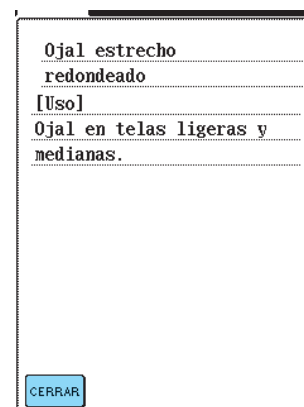 Ojal estrecho
redondeado
[Uso]
Ojal en telas ligeras y
medianas.
CERRAR